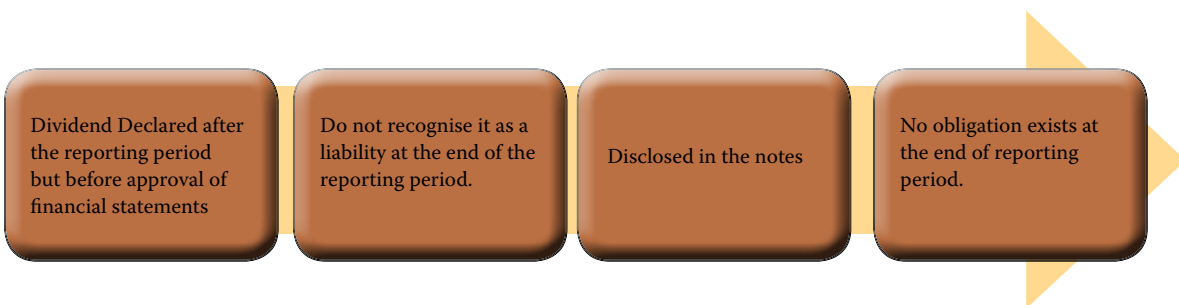 Dividend Declared after
the reporting period
but before approval of
financial statements
Do not recognise it as a
liability at the end of the
reporting period.
Disclosed in the notes
No obligation exists at
the end of reporting
period.